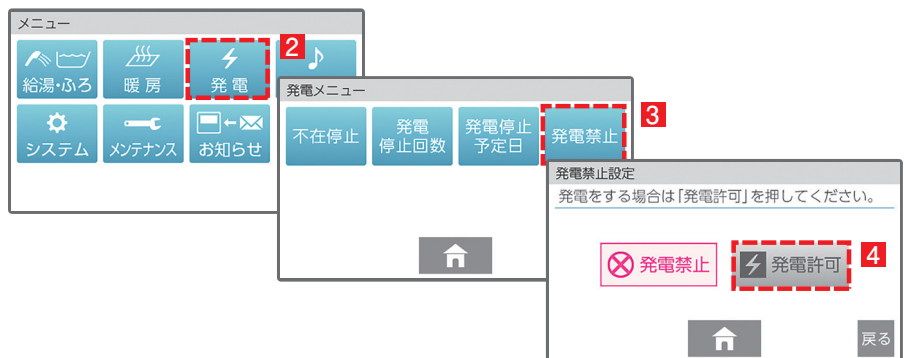 メニュー
給湯・ふろ
暖房
発電
2
システム
メンテナンス
お知らせ
発電メニュー
不在停止
発電
停止回数
発電停止
予定日
発電禁止
3
発電禁止設定
発電をする場合は「発電許可」を押してください。
発電禁止
発電許可
4
戻る